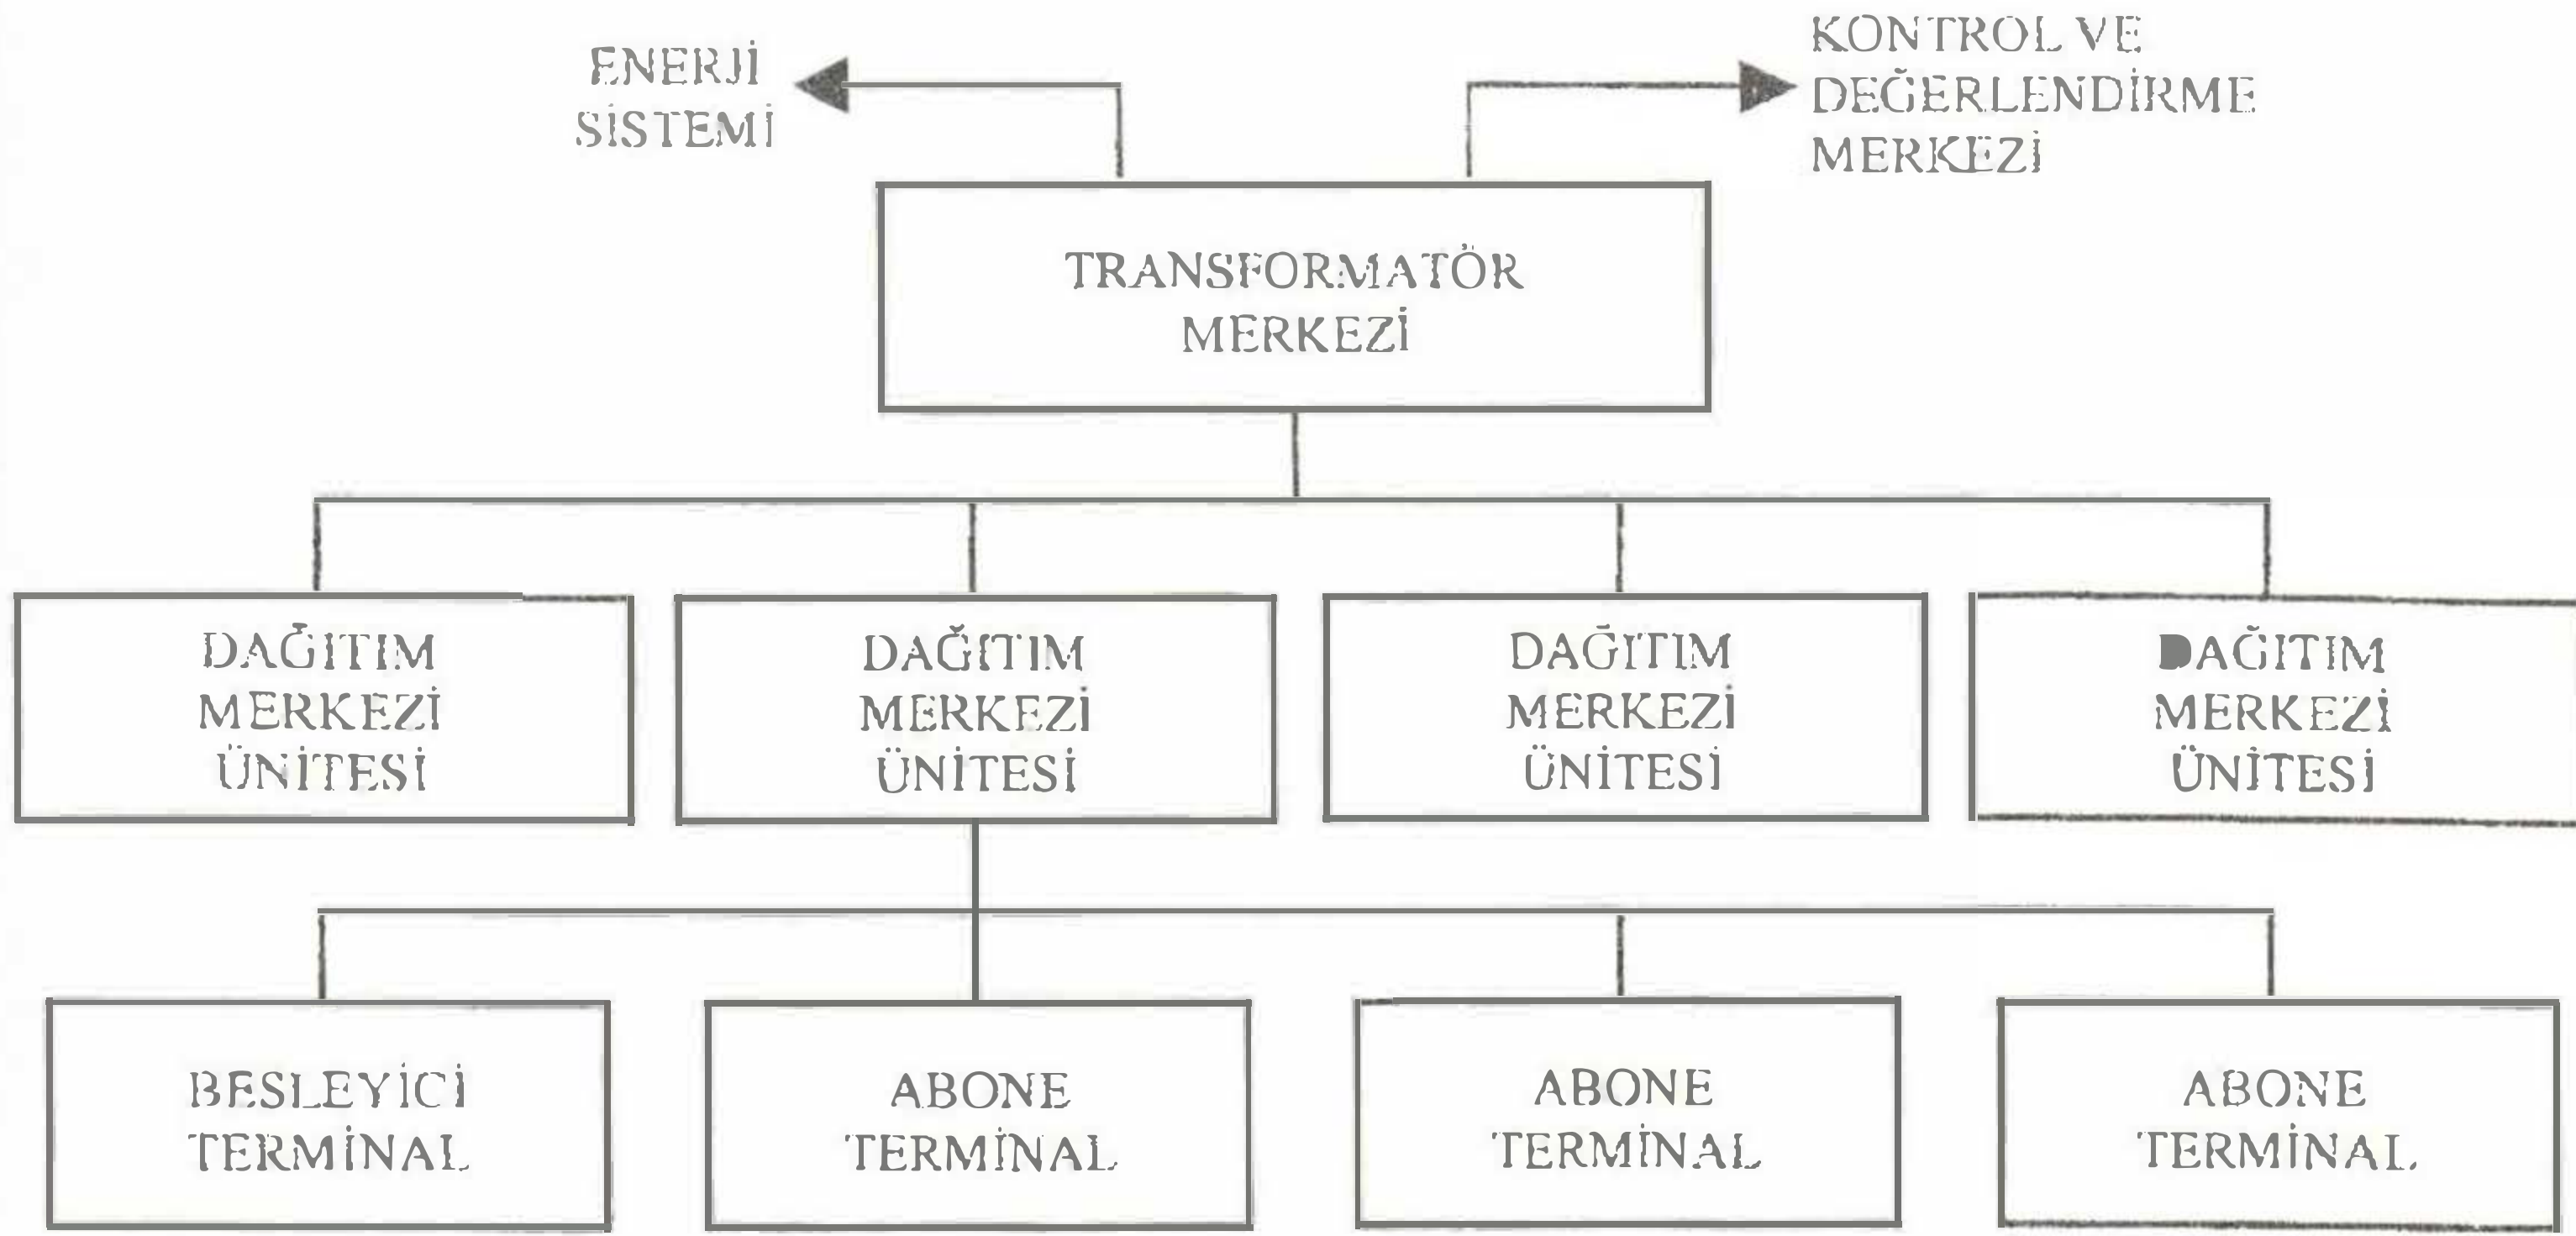 ENERJİ
SİSTEMİ
KONTROL VE
DEĞERLENDİRME
MERKEZİ
TRANSFORMATÖR
MERKEZİ
DAĞITIM
MERKEZİ
ÜNİTESİ
DAĞITIM
MERKEZİ
ÜNİTESİ
DAĞITIM
MERKEZİ
ÜNİTESİ
DAĞITIM
MERKEZİ
ÜNİTESİ
BESLEYİCİ
TERMİNAL
ABONE
TERMİNAL
ABONE
TERMİNAL
ABONE
TERMİNAL